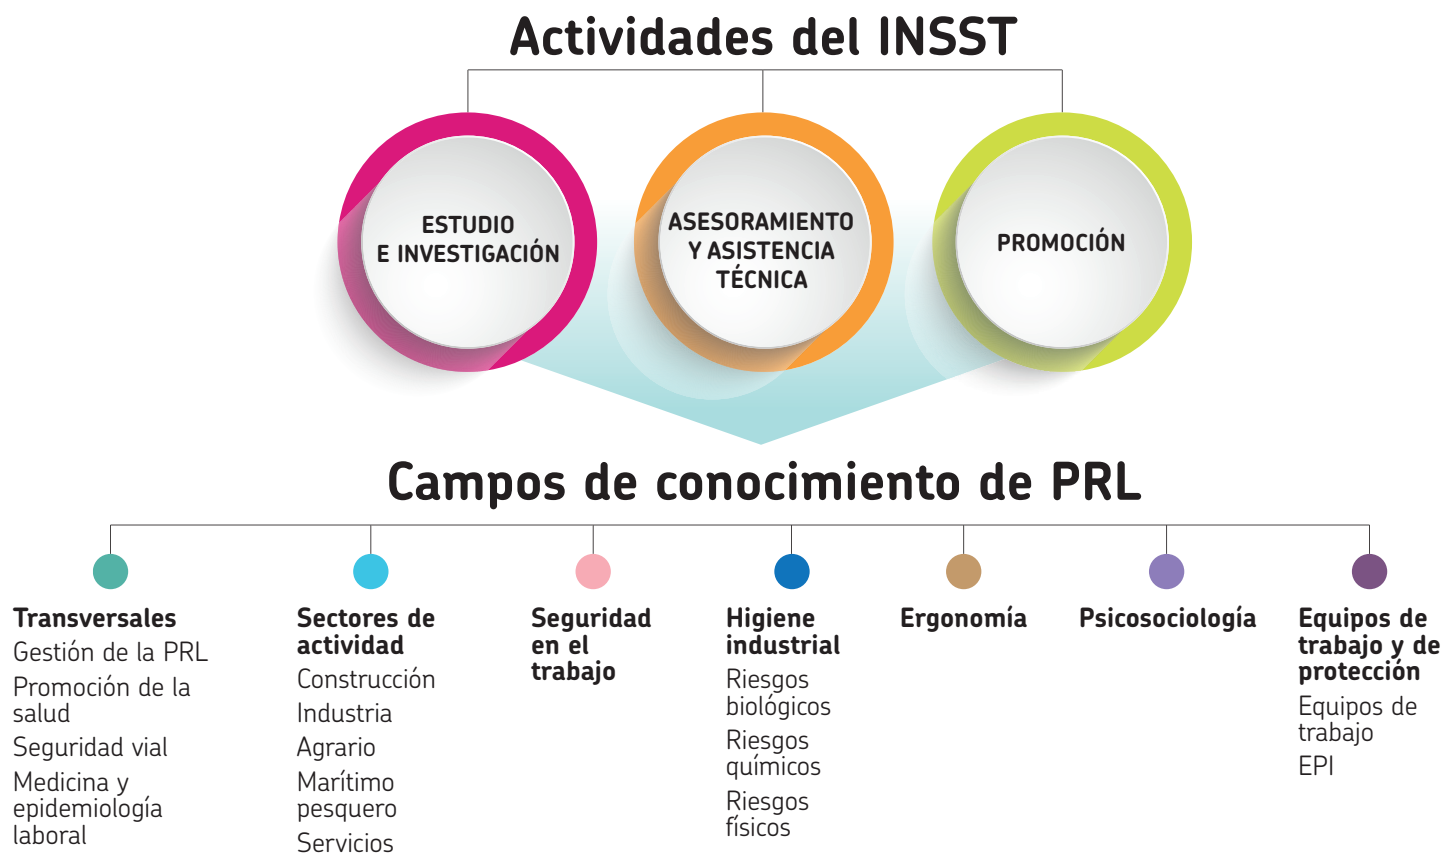 Actividades del INSST
ESTUDIO
E INVESTIGACIÓN
ASESORAMIENTO
Y ASISTENCIA
TÉCNICA
PROMOCIÓN
Campos de conocimiento de PRL
Transversales
Gestión de la PRL
Promoción de la
salud
Seguridad vial
Medicina y
epidemiología
laboral
Sectores de
actividad
Construcción
Industria
Agrario
Marítimo
pesquero
Servicios
Seguridad
en el
trabajo
Higiene
industrial
Riesgos
biológicos
Riesgos
químicos
Riesgos
físicos
Ergonomía
Psicosociología
Equipos de
trabajo y de
protección
Equipos de
trabajo
EPI